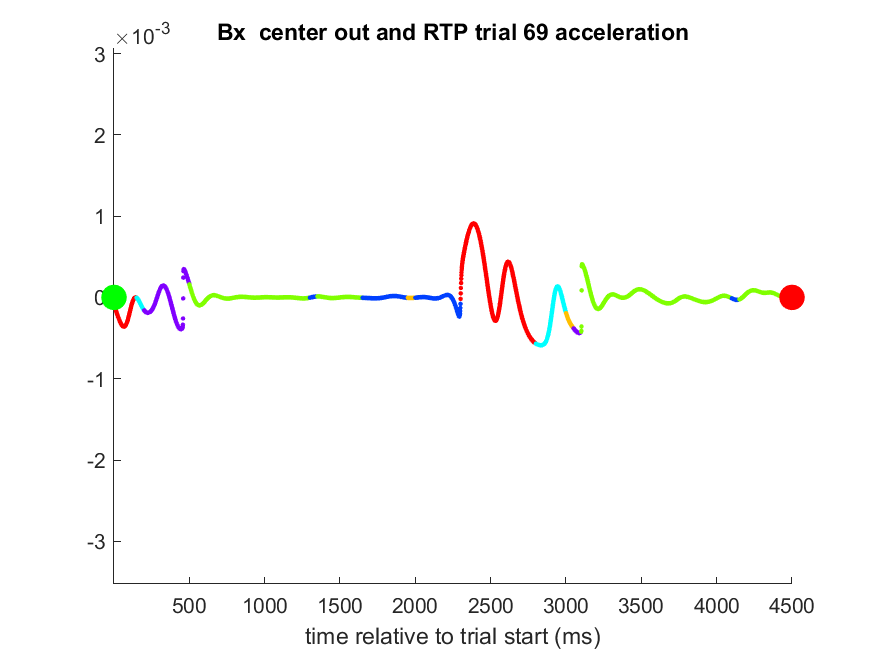 Bx  center out and RTP trial 69 acceleration
×10⁻³
3
2
1
0
-1
-2
-3
500 1000 1500 2000 2500 3000 3500 4000 4500
time relative to trial start (ms)